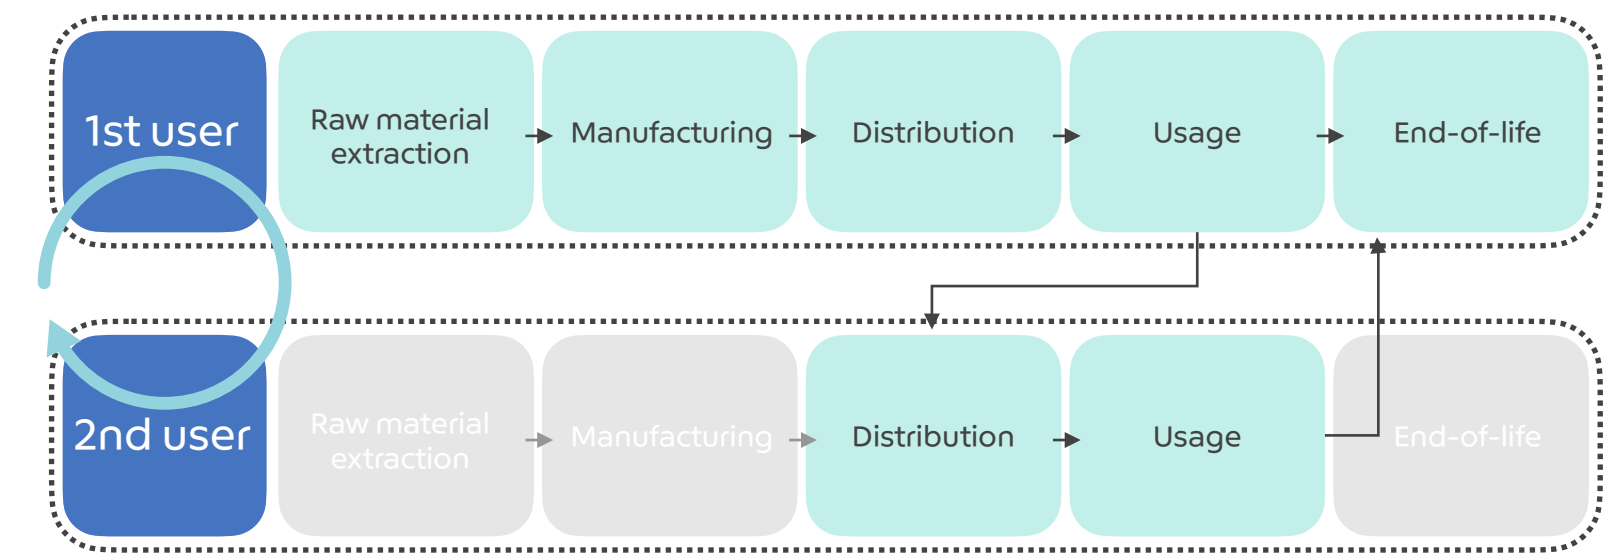 1st user
Raw material
extraction
Manufacturing
Distribution
Usage
End-of-life
2nd user
Raw material
extraction
Manufacturing
Distribution
Usage
End-of-life